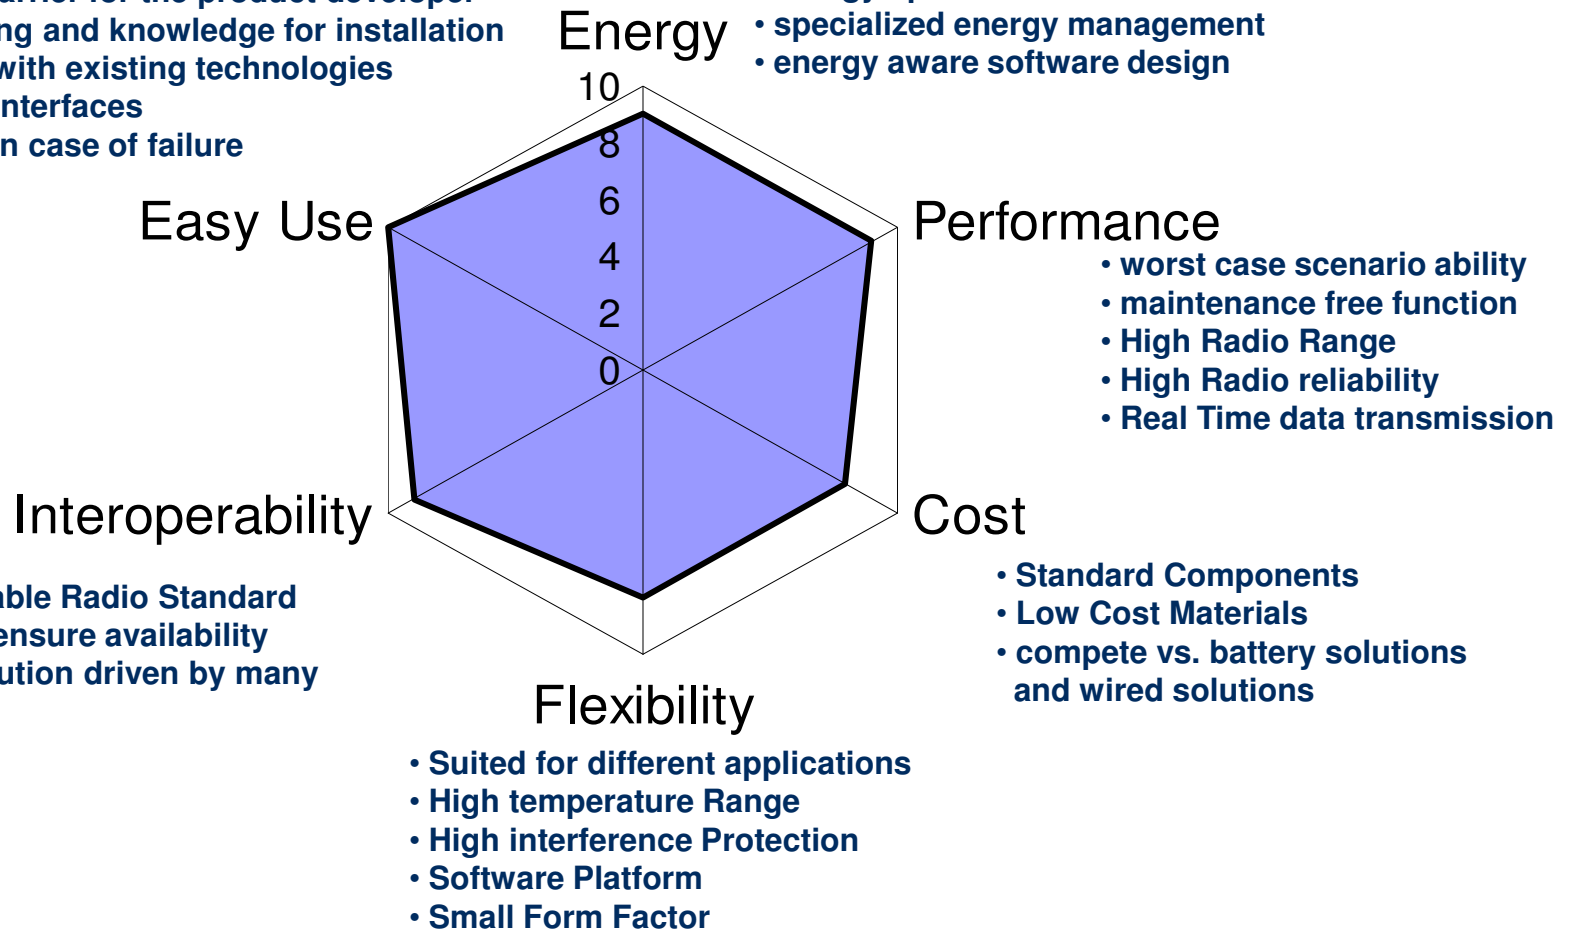 for the product developer
and knowledge for installation
with existing technologies
nterfaces
n case of failure
Energy
• specialized energy management
• energy aware software design
10
8
6
4
2
0
Easy Use
Performance
• worst case scenario ability
• maintenance free function
• High Radio Range
• High Radio reliability
• Real Time data transmission
Interoperability
able Radio Standard
ensure availability
ution driven by many
Cost
• Standard Components
• Low Cost Materials
• compete vs. battery solutions
and wired solutions
Flexibility
• Suited for different applications
• High temperature Range
• High interference Protection
• Software Platform
• Small Form Factor